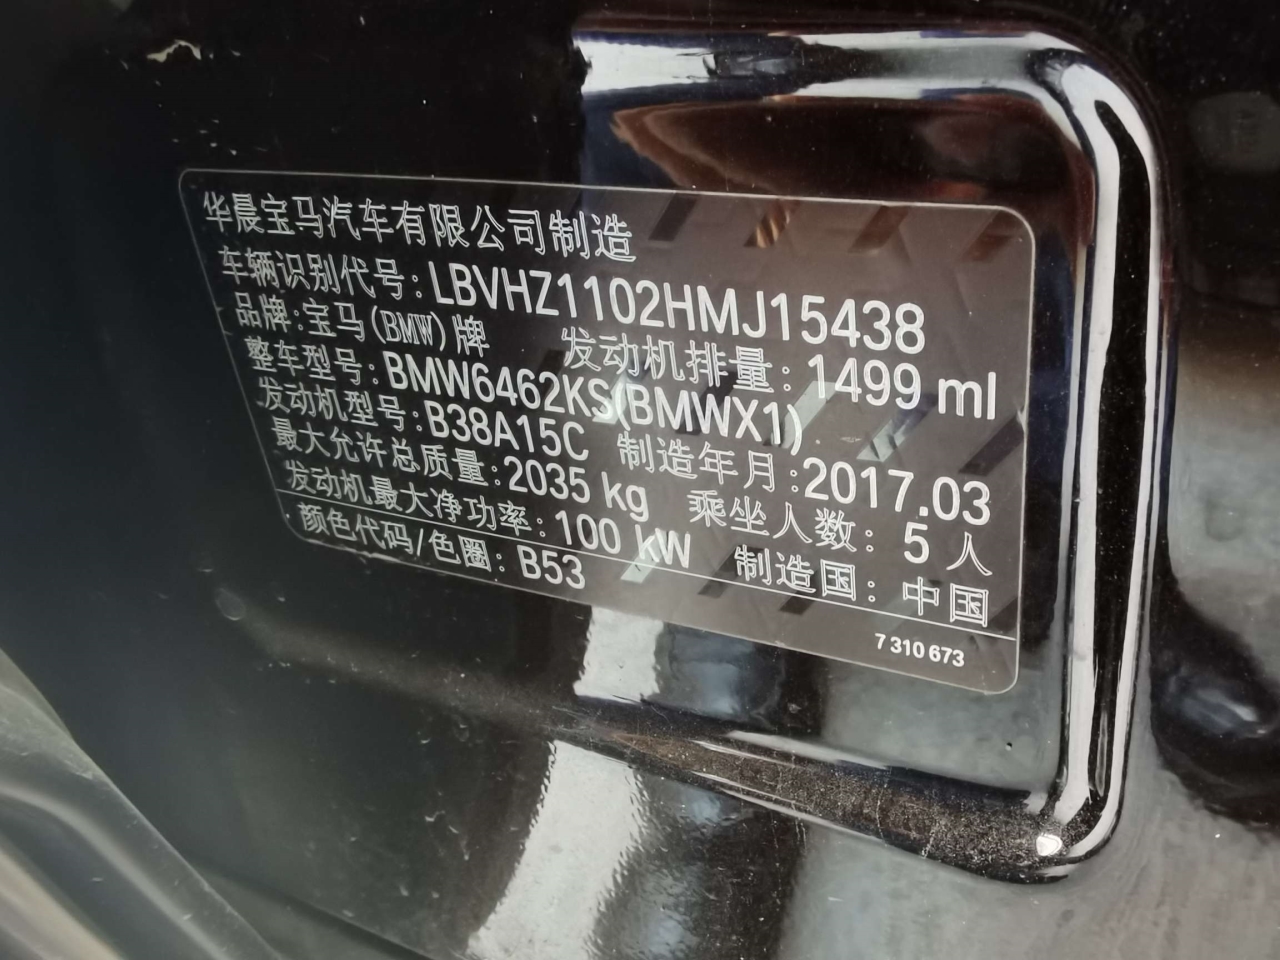 华晨宝马汽车有限公司制造
车辆识别代号:LBVHZ1102HMJ15438
品牌:宝马(BMW)牌 发动机排量:1499 ml
整车型号:BMW6462KS(BMWX1)
发动机型号:B38A15C 制造年月:2017.03
最大允许总质量:2035 kg 乘坐人数:5 人
发动机最大净功率:100 kW 制造国:中国
颜色代码/色圈:B53
7 310 673